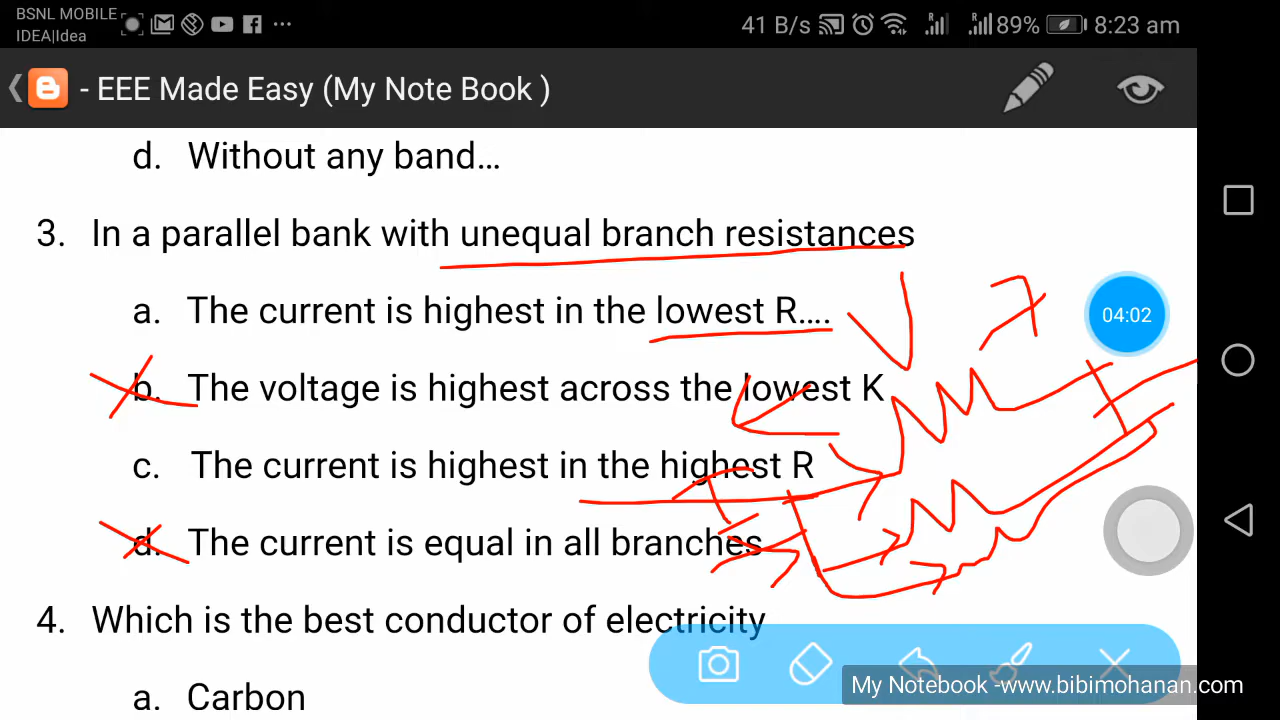 BSNL MOBILE
IDEA|Idea
41 B/s
89%
8:23 am
- EEE Made Easy (My Note Book )
d. Without any band...
3. In a parallel bank with unequal branch resistances
a. The current is highest in the lowest R....
04:02
b. The voltage is highest across the lowest K
c. The current is highest in the highest R
d. The current is equal in all branches
4. Which is the best conductor of electricity
My Notebook -www.bibimohanan.com
a. Carbon